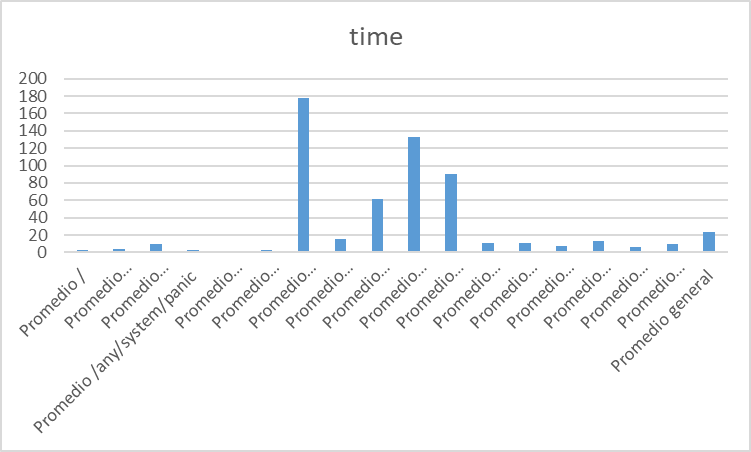 time
200
180
160
140
120
100
80
60
40
20
0
Promedio /
Promedio...
Promedio...
Promedio /any/system/panic
Promedio...
Promedio...
Promedio...
Promedio...
Promedio...
Promedio...
Promedio...
Promedio...
Promedio...
Promedio...
Promedio...
Promedio...
Promedio...
Promedio general